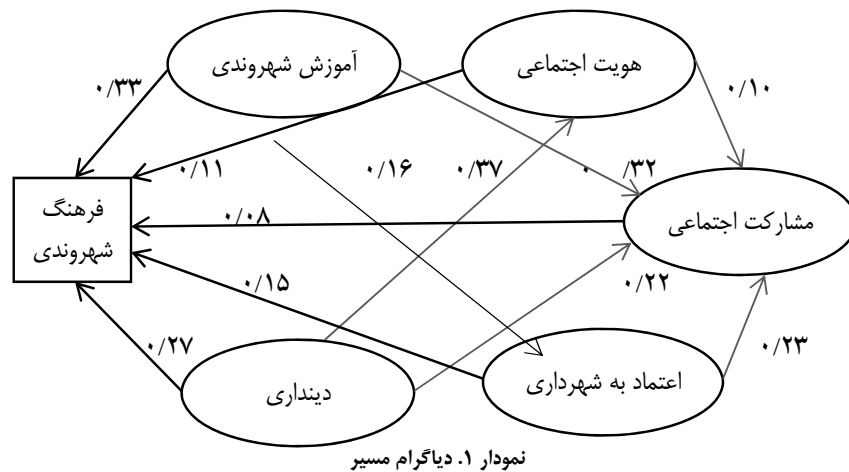 آموزش شهروندی
هویت اجتماعی
۰/۳۳
۰/۱۰
۰/۱۱
۰/۱۶
۰/۳۷
۰/۳۲
فرهنگ
شهروندی
مشارکت اجتماعی
۰/۰۸
۰/۱۵
۰/۲۲
۰/۲۷
۰/۲۳
دینداری
اعتماد به شهرداری
نمودار ۱. دیاگرام مسیر